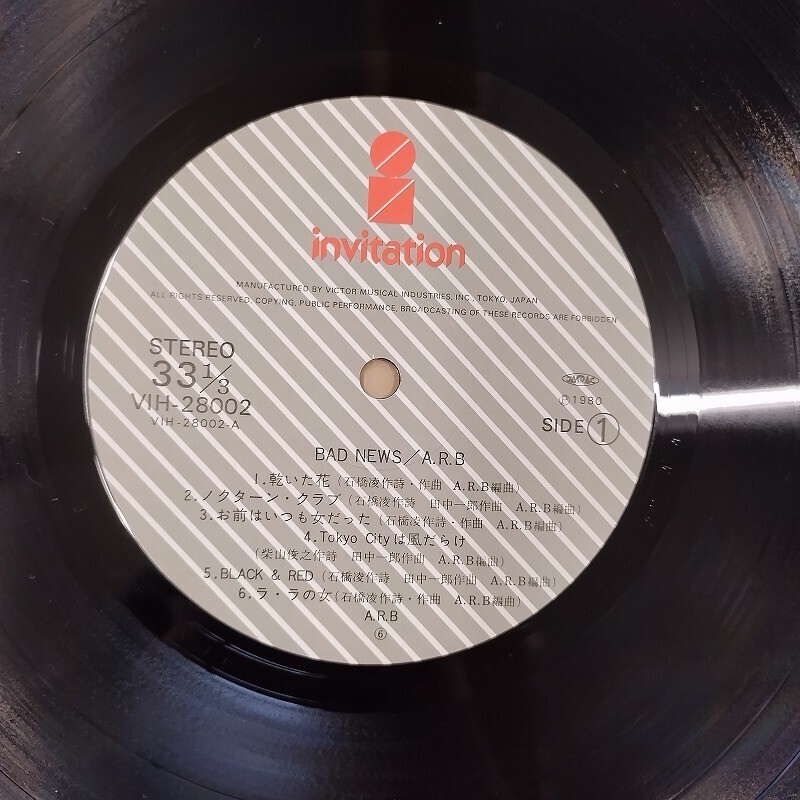 invitation
MANUFACTURED BY VICTOR MUSICAL INDUSTRIES, INC., TOKYO, JAPAN
ALL RIGHTS RESERVED, COPYING, PUBLIC PERFORMANCE, BROADCASTING OF THESE RECORDS ARE FORBIDDEN
STEREO
33 1/3
VIH-28002
VIH-28002-A
JASRAC
Ⓟ1980
SIDE ①
BAD NEWS／A.R.B
1.乾いた花（石橋凌作詩・作曲 A.R.B編曲）
2.ノクターン・クラブ（石橋凌作詩 田中一郎作曲 A.R.B編曲）
3.お前はいつも女だった（石橋凌作詩・作曲 A.R.B編曲）
4.Tokyo Cityは風だらけ
（柴山俊之作詩 田中一郎作曲 A.R.B編曲）
5.BLACK & RED（石橋凌作詩 田中一郎作曲 A.R.B編曲）
6.ラ・ラの女（石橋凌作詩・作曲 A.R.B編曲）
A.R.B
⑥